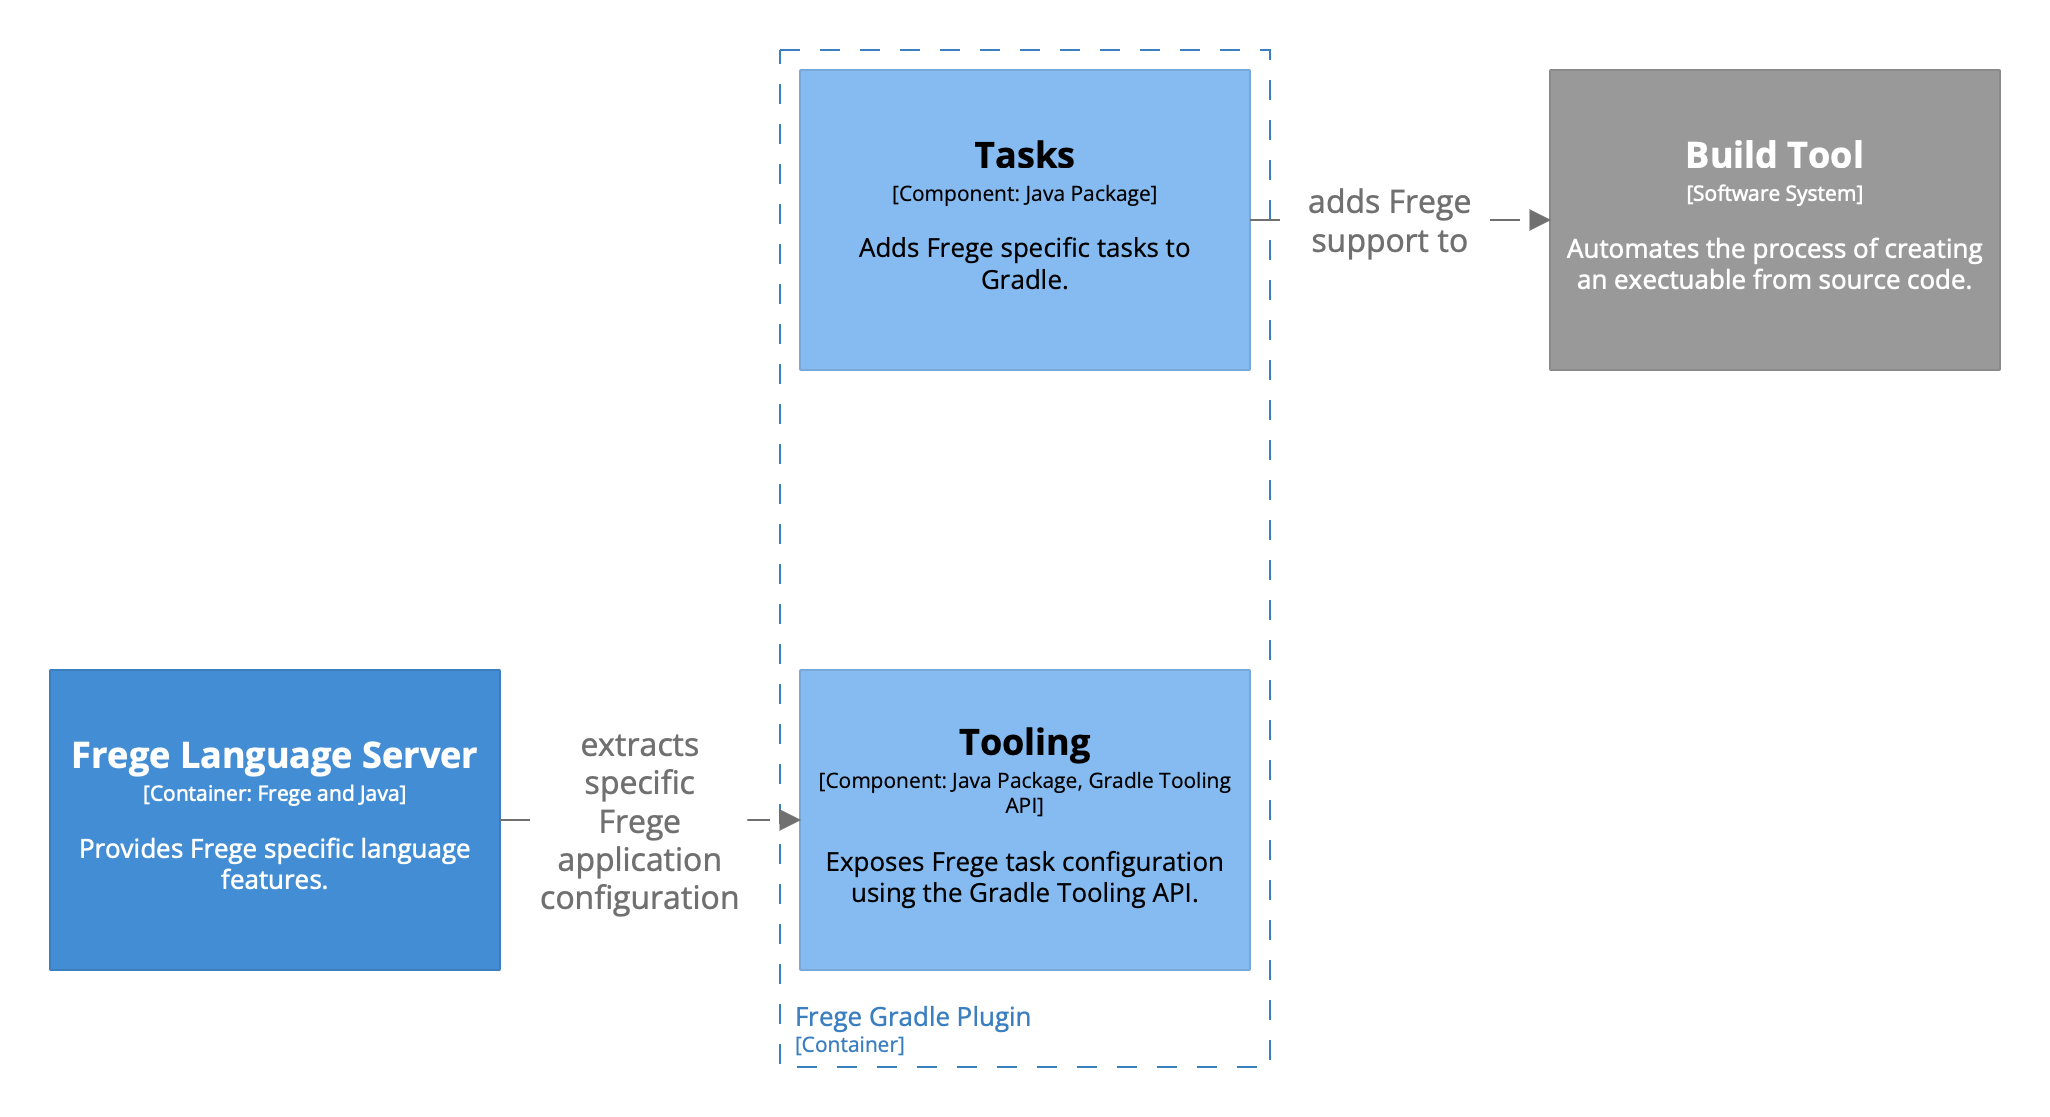 Tasks
[Component: Java Package]
Adds Frege specific tasks to
Gradle.
adds Frege
support to
Build Tool
[Software System]
Automates the process of creating
an exectuable from source code.
Frege Language Server
[Container: Frege and Java]
Provides Frege specific language
features.
extracts
specific
Frege
application
configuration
Tooling
[Component: Java Package, Gradle Tooling
API]
Exposes Frege task configuration
using the Gradle Tooling API.
Frege Gradle Plugin
[Container]